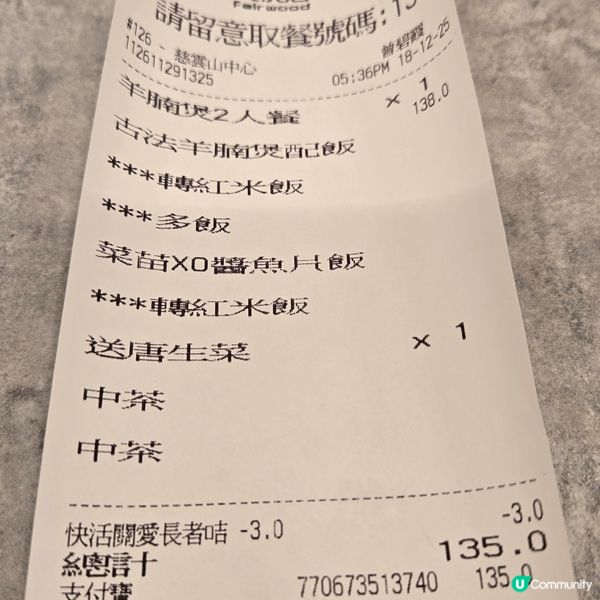 Fairwood
請留意取餐號碼:15
#126 - 慈雲山中心
112611291325 05:36PM 18-12-25
羊腩煲2人餐 x 1 138.0
古法羊腩煲配飯
***轉紅米飯
***多飯
菜苗XO醬魚片飯
***轉紅米飯
送唐生菜 x 1
中茶
中茶
快活關愛長者咭 -3.0 -3.0
總計 135.0
支付寶 770673513740 135.0
U Community